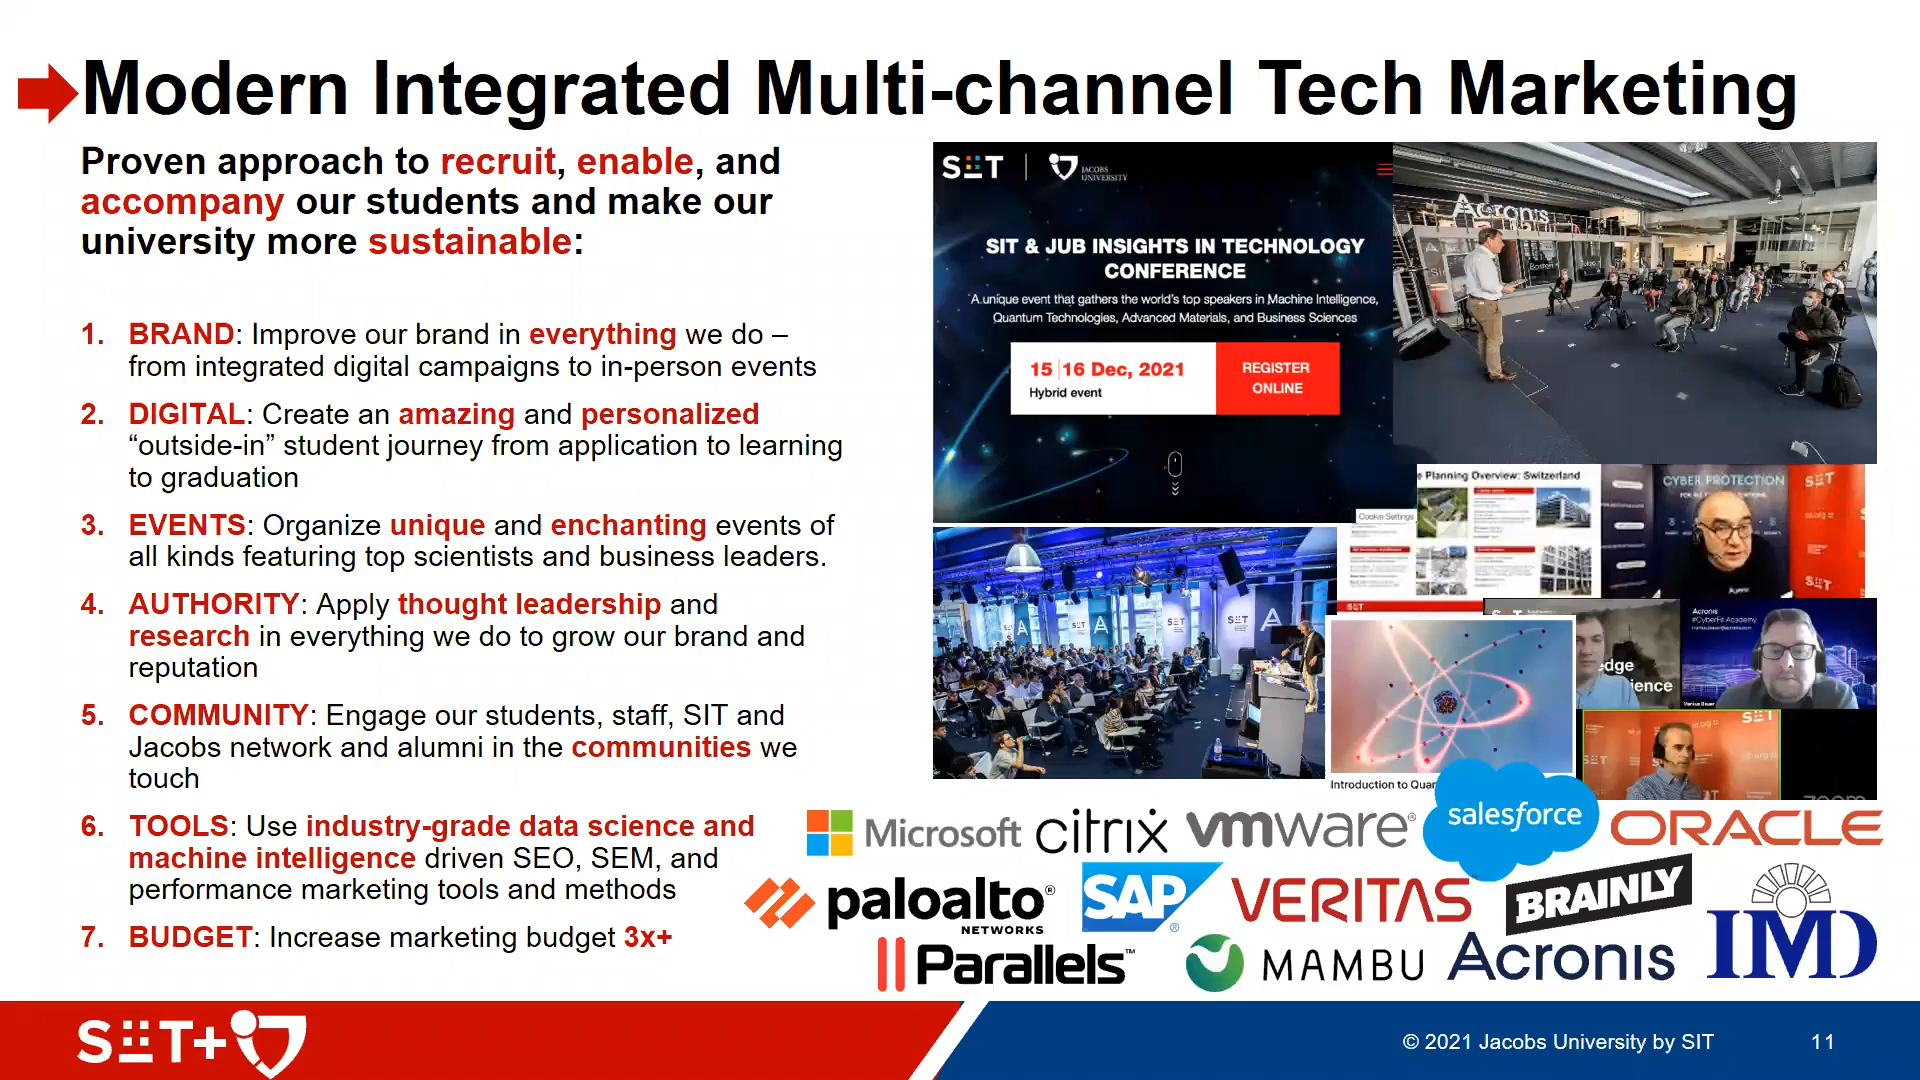 Modern Integrated Multi-channel Tech Marketing
Proven approach to recruit, enable, and
accompany our students and make our
university more sustainable:
1. BRAND: Improve our brand in everything we do –
from integrated digital campaigns to in-person events
2. DIGITAL: Create an amazing and personalized
“outside-in” student journey from application to learning
to graduation
3. EVENTS: Organize unique and enchanting events of
all kinds featuring top scientists and business leaders.
4. AUTHORITY: Apply thought leadership and
research in everything we do to grow our brand and
reputation
5. COMMUNITY: Engage our students, staff, SIT and
Jacobs network and alumni in the communities we
touch
6. TOOLS: Use industry-grade data science and
machine intelligence driven SEO, SEM, and
performance marketing tools and methods
7. BUDGET: Increase marketing budget 3x+
SIT | JACOBS UNIVERSITY
SIT & JUB INSIGHTS IN TECHNOLOGY
CONFERENCE
A unique event that gathers the world's top speakers in Machine Intelligence,
Quantum Technologies, Advanced Materials, and Business Sciences
15 | 16 Dec, 2021
Hybrid event
REGISTER
ONLINE
Acronis
e Planning Overview: Switzerland
Cookie Settings
CYBER PROTECTION
SIT
Acronis
#CyberFit Academy
edge
ience
Introduction to Quan
zoom
Microsoft citrix vmware® salesforce ORACLE
paloalto® NETWORKS SAP® VERITAS BRAINLY IMD
Parallels™ MAMBU Acronis
SIT+
© 2021 Jacobs University by SIT 11